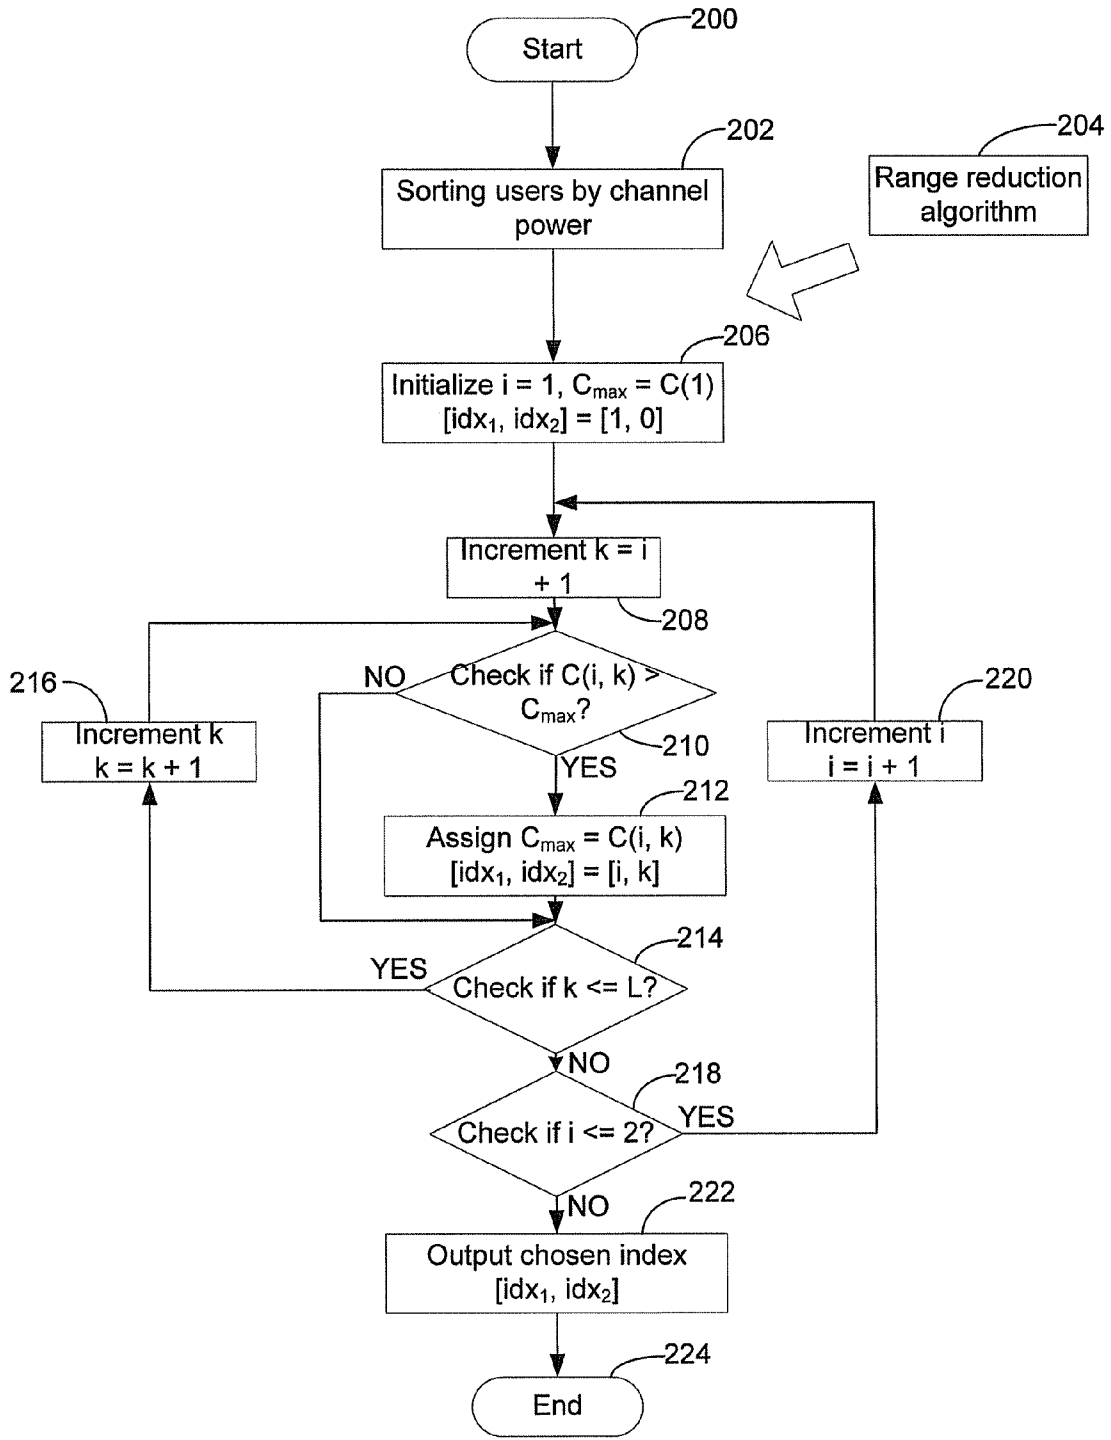 200
Start
202
Sorting users by channel
power
204
Range reduction
algorithm
206
Initialize i = 1, Cmax = C(1)
[idx1, idx2] = [1, 0]
Increment k = i
+ 1
208
NO
Check if C(i, k) >
Cmax?
210
YES
216
Increment k
k = k + 1
220
Increment i
i = i + 1
212
Assign Cmax = C(i, k)
[idx1, idx2] = [i, k]
214
YES
Check if k <= L?
NO
218
YES
Check if i <= 2?
NO
222
Output chosen index
[idx1, idx2]
224
End